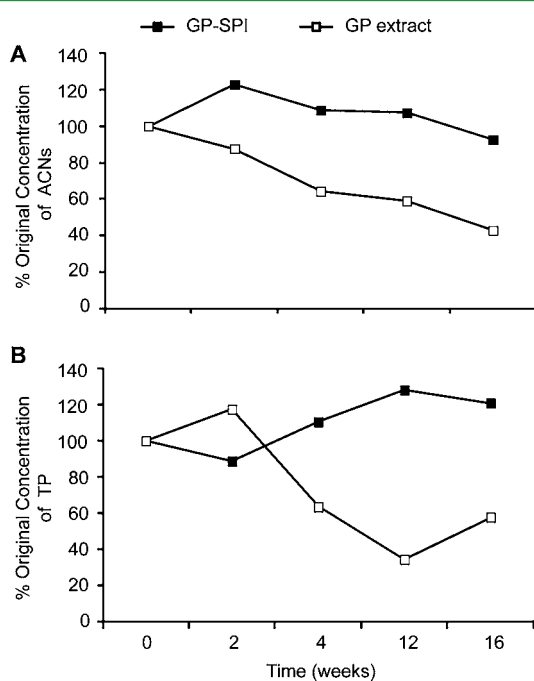 GP-SPI GP extract
A
% Original Concentration
of ACNs
140
120
100
80
60
40
20
0
B
% Original Concentration
of TP
140
120
100
80
60
40
20
0
0 2 4 12 16
Time (weeks)